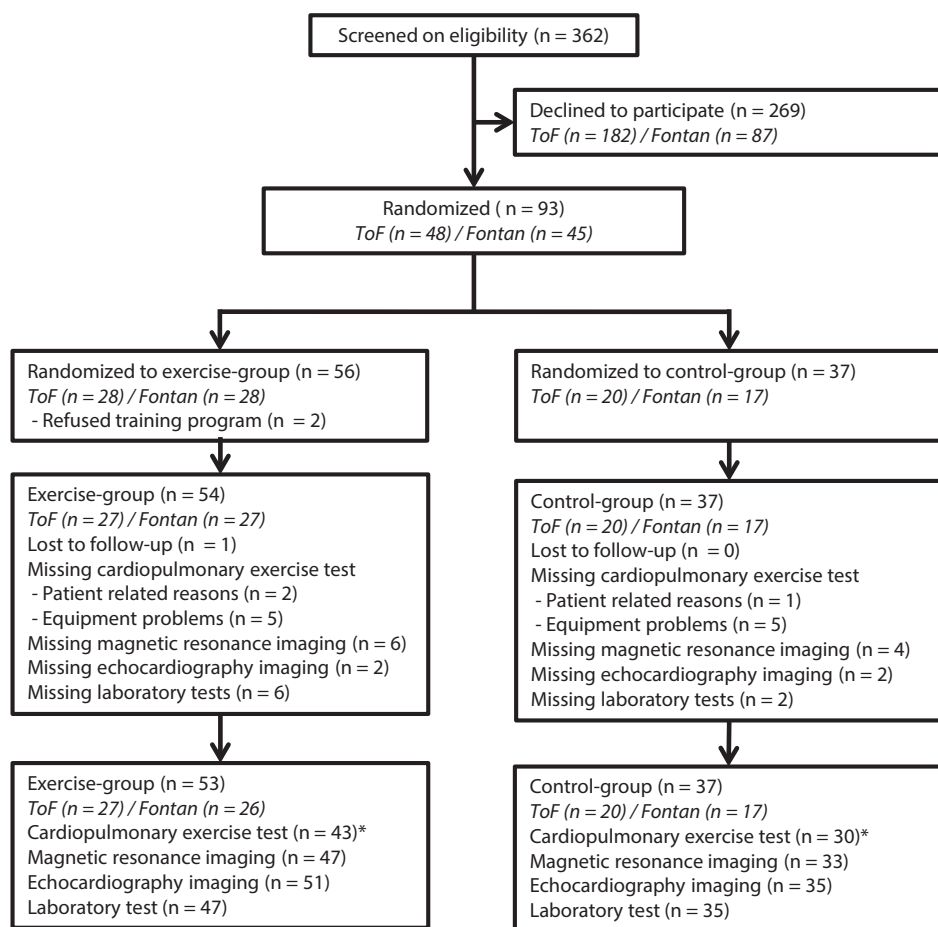 Screened on eligibility (n = 362)
Declined to participate (n = 269)
ToF (n = 182) / Fontan (n = 87)
Randomized ( n = 93)
ToF (n = 48) / Fontan (n = 45)
Randomized to exercise-group (n = 56)
ToF (n = 28) / Fontan (n = 28)
- Refused training program (n = 2)
Randomized to control-group (n = 37)
ToF (n = 20) / Fontan (n = 17)
Exercise-group (n = 54)
ToF (n = 27) / Fontan (n = 27)
Lost to follow-up (n = 1)
Missing cardiopulmonary exercise test
- Patient related reasons (n = 2)
- Equipment problems (n = 5)
Missing magnetic resonance imaging (n = 6)
Missing echocardiography imaging (n = 2)
Missing laboratory tests (n = 6)
Control-group (n = 37)
ToF (n = 20) / Fontan (n = 17)
Lost to follow-up (n = 0)
Missing cardiopulmonary exercise test
- Patient related reasons (n = 1)
- Equipment problems (n = 5)
Missing magnetic resonance imaging (n = 4)
Missing echocardiography imaging (n = 2)
Missing laboratory tests (n = 2)
Exercise-group (n = 53)
ToF (n = 27) / Fontan (n = 26)
Cardiopulmonary exercise test (n = 43)*
Magnetic resonance imaging (n = 47)
Echocardiography imaging (n = 51)
Laboratory test (n = 47)
Control-group (n = 37)
ToF (n = 20) / Fontan (n = 17)
Cardiopulmonary exercise test (n = 30)*
Magnetic resonance imaging (n = 33)
Echocardiography imaging (n = 35)
Laboratory test (n = 35)